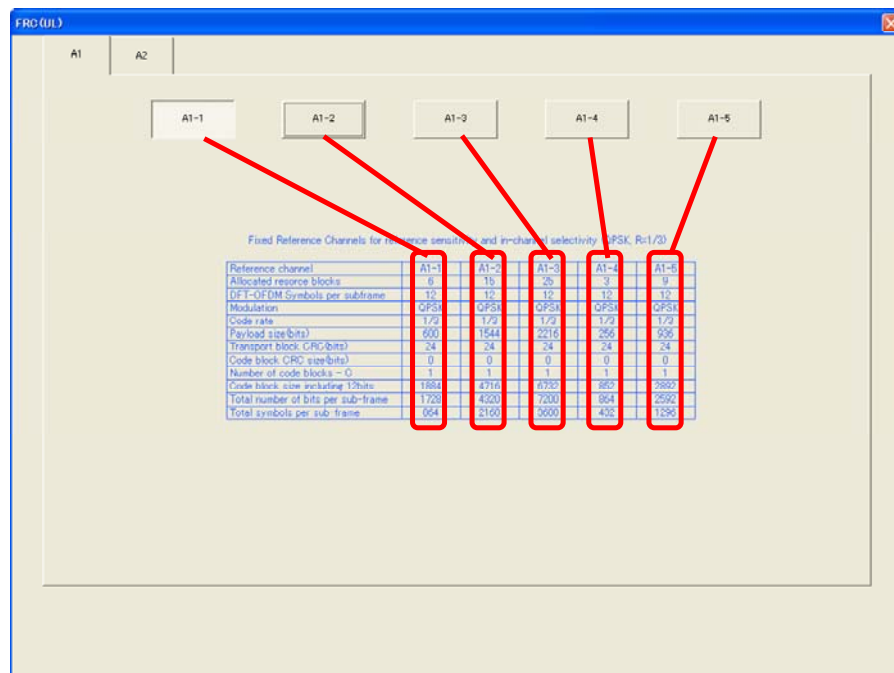 FRC(UL)
A1 A2
A1-1 A1-2 A1-3 A1-4 A1-5
Fixed Reference Channels for reference sensitivity and in-channel selectivity (QPSK, R=1/3)
Reference channel A1-1 A1-2 A1-3 A1-4 A1-5
Allocated resorce blocks 6 15 25 3 9
DFT-OFDM Symbols per subframe 12 12 12 12 12
Modulation QPSK QPSK QPSK QPSK QPSK
Code rate 1/3 1/3 1/3 1/3 1/3
Payload size(bits) 600 1544 2216 256 936
Transport block CRC(bits) 24 24 24 24 24
Code block CRC size(bits) 0 0 0 0 0
Number of code blocks - C 1 1 1 1 1
Code block size including 12bits 1884 4716 6732 852 2892
Total number of bits per sub-frame 1728 4320 7200 864 2592
Total symbols per sub-frame 864 2160 3600 432 1296